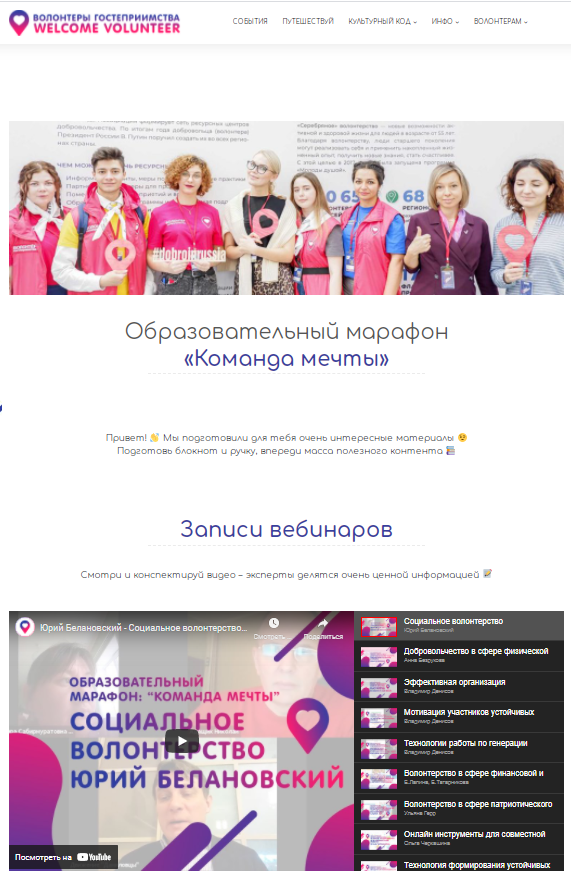 ВОЛОНТЕРЫ ГОСТЕПРИИМСТВА
WELCOME VOLUNTEER
СОБЫТИЯ ПУТЕШЕСТВУЙ КУЛЬТУРНЫЙ КОД ИНФО ВОЛОНТЕРАМ
#dobrojarussia
Образовательный марафон
«Команда мечты»
Привет! 👋 Мы подготовили для тебя очень интересные материалы 😉
Подготовь блокнот и ручку, впереди масса полезного контента 📚
Записи вебинаров
Смотри и конспектируй видео – эксперты делятся очень ценной информацией 📝
Юрий Белановский - Социальное волонтерство...
Смотреть ...
Поделиться
ОБРАЗОВАТЕЛЬНЫЙ
МАРАФОН: "КОМАНДА МЕЧТЫ"
СОЦИАЛЬНОЕ
ВОЛОНТЕРСТВО
ЮРИЙ БЕЛАНОВСКИЙ
Посмотреть на YouTube
Социальное волонтерство
Юрий Белановский
Добровольчество в сфере физической
Анна Безрукова
Эффективная организация
Владимир Денисов
Мотивация участников устойчивых
Владимир Денисов
Технологии работы по генерации
Владимир Денисов
Волонтерство в сфере финансовой и
Волонтерство в сфере патриотического
Ульяна Герр
Онлайн инструменты для совместной
Ольга Черевшина
Технология формирования устойчивых